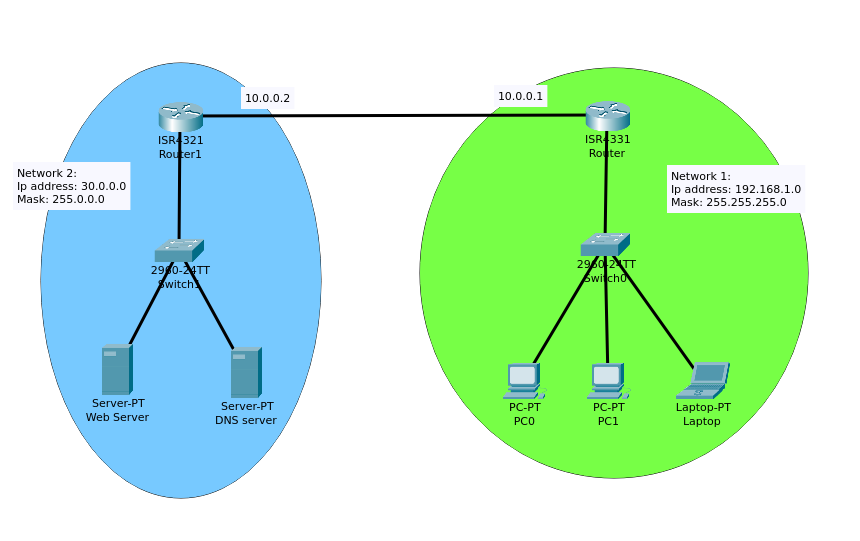 10.0.0.2
10.0.0.1
ISR4321
Router1
ISR4331
Router
Network 2:
Ip address: 30.0.0.0
Mask: 255.0.0.0
Network 1:
Ip address: 192.168.1.0
Mask: 255.255.255.0
2960-24TT
Switch1
2960-24TT
Switch0
Server-PT
Web Server
Server-PT
DNS server
PC-PT
PC0
PC-PT
PC1
Laptop-PT
Laptop